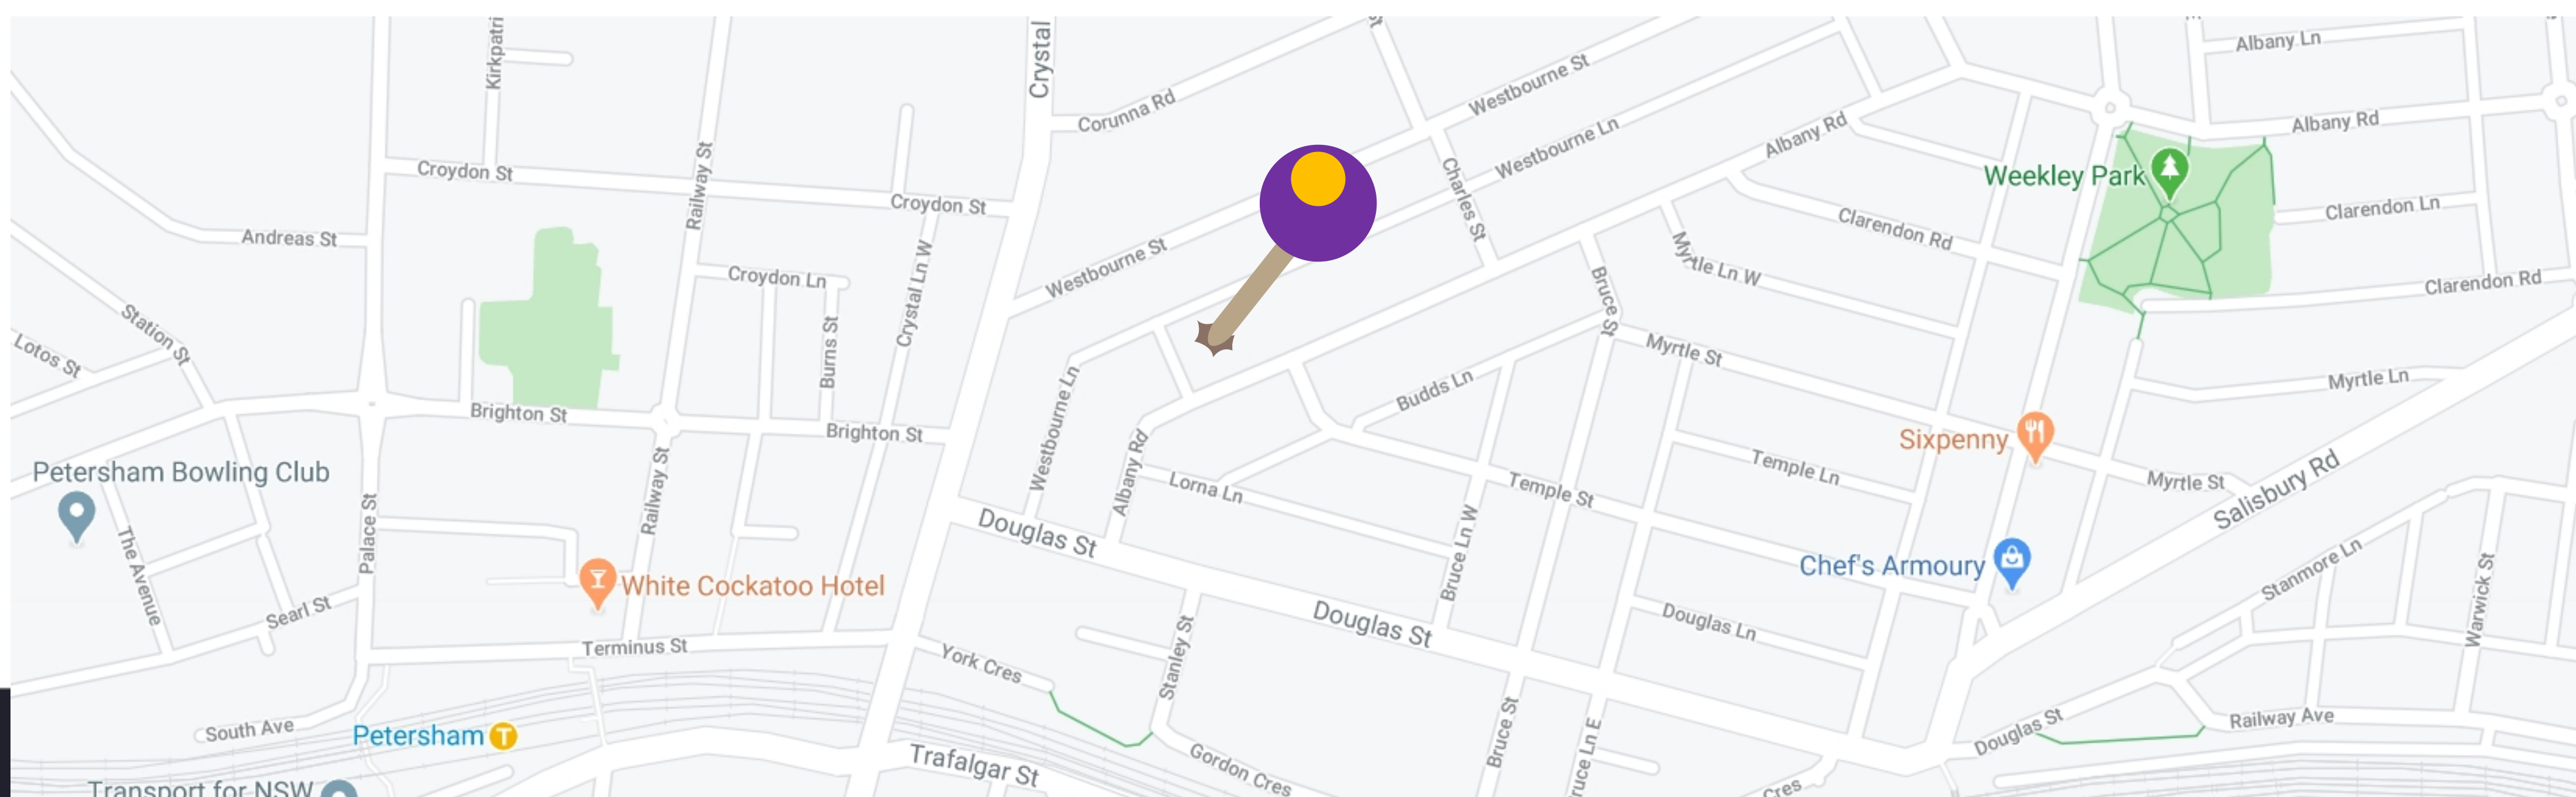 Kirkpatri
Crystal
Albany Ln
Corunna Rd
Westbourne St
Westbourne Ln
Albany Rd
Albany Rd
Croydon St
Railway St
Croydon St
Charles St
Weekley Park
Clarendon Ln
Clarendon Rd
Andreas St
Croydon Ln
Crystal Ln W
Westbourne St
Bruce St
Myrtle Ln W
Clarendon Rd
Station St
Lotos St
Burns St
Myrtle St
Myrtle Ln
Budds Ln
Westbourne Ln
Brighton St
Brighton St
Albany Rd
Sixpenny
Temple Ln
Temple St
Lorna Ln
Myrtle St
Salisbury Rd
Petersham Bowling Club
Palace St
Railway St
The Avenue
Douglas St
Bruce Ln W
Chef's Armoury
Stanmore Ln
Warwick St
White Cockatoo Hotel
Searl St
Douglas St
Douglas Ln
Terminus St
York Cres
Stanley St
South Ave
Petersham T
Bruce St
ruce Ln E
Douglas St
Railway Ave
Trafalgar St
Gordon Cres
Cres
Transport for NSW